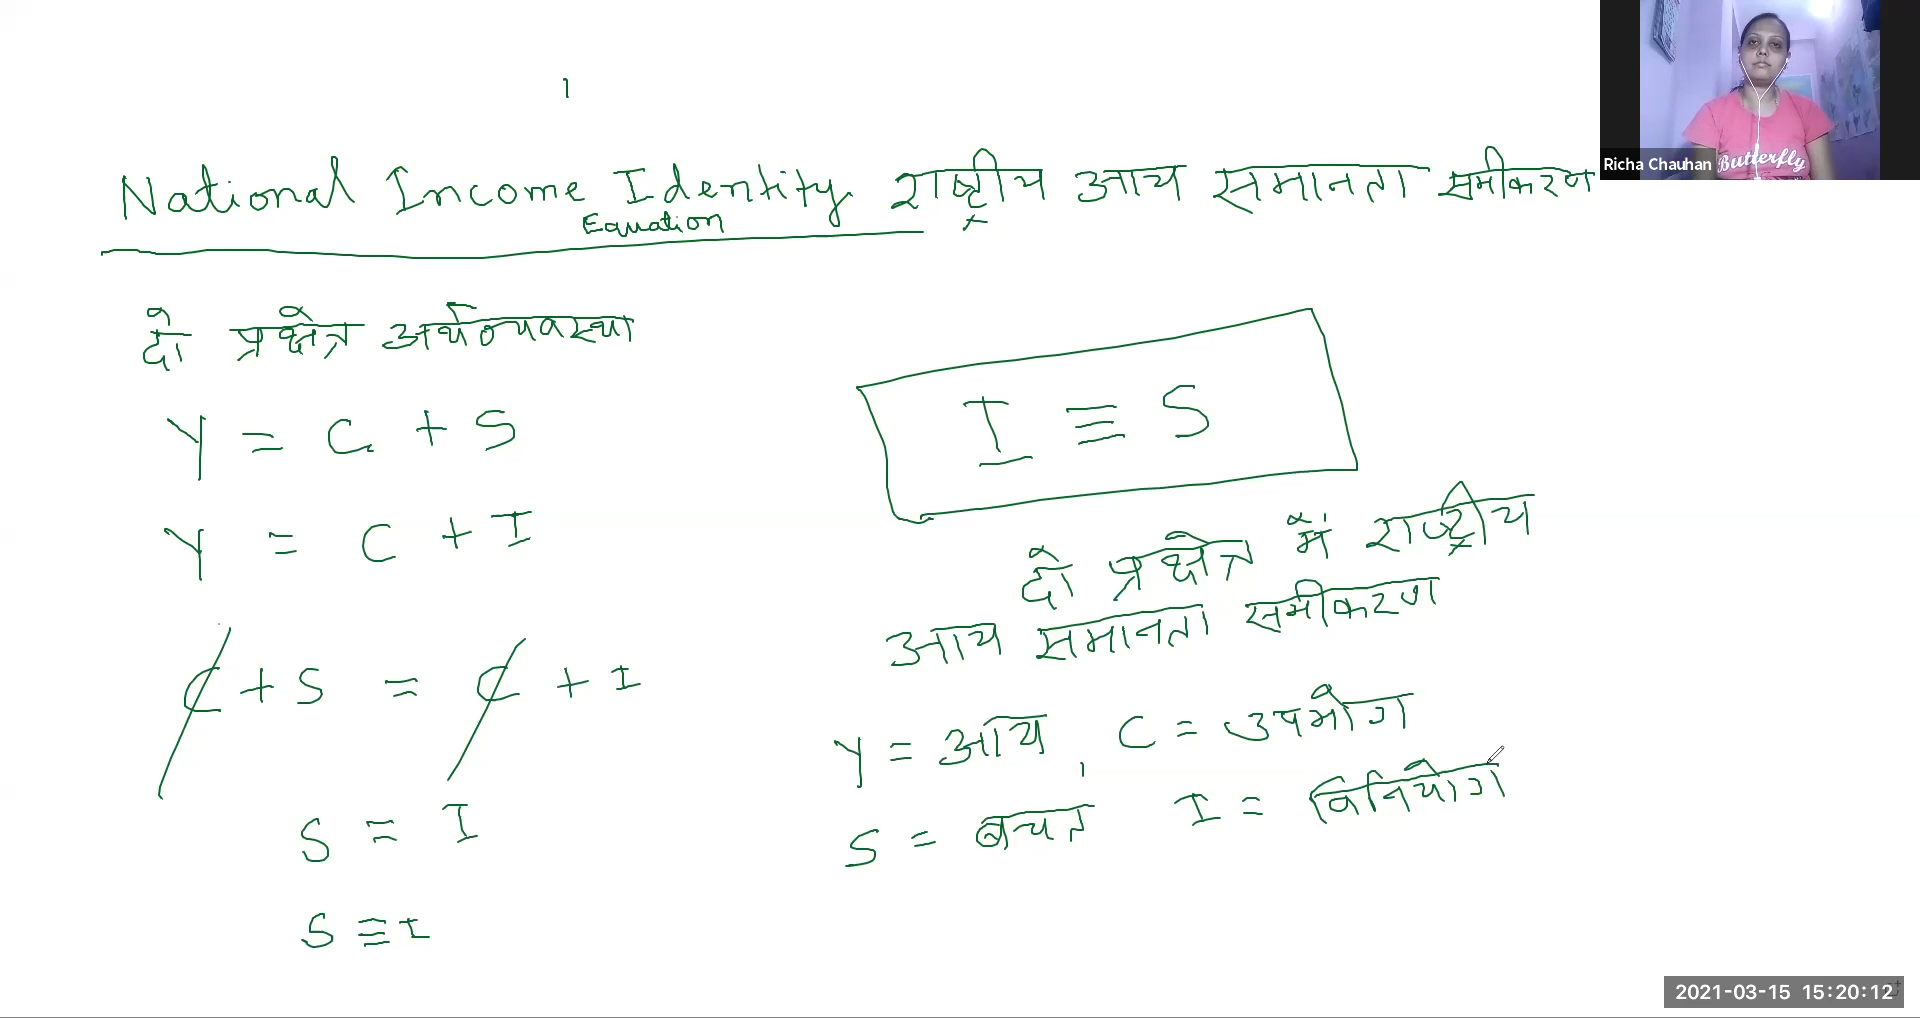 National Income Identity राष्ट्रीय आय समानता समीकरण
Equation
दो प्रक्षेत्र अर्थव्यवस्था
Y = C + S
Y = C + I
C + S = C + I
S = I
S ≡ I
I ≡ S
दो प्रक्षेत्र में राष्ट्रीय
आय समानता समीकरण
Y = आय, C = उपभोग
S = बचत I = विनियोग
Richa Chauhan
Butterfly
2021-03-15 15:20:12